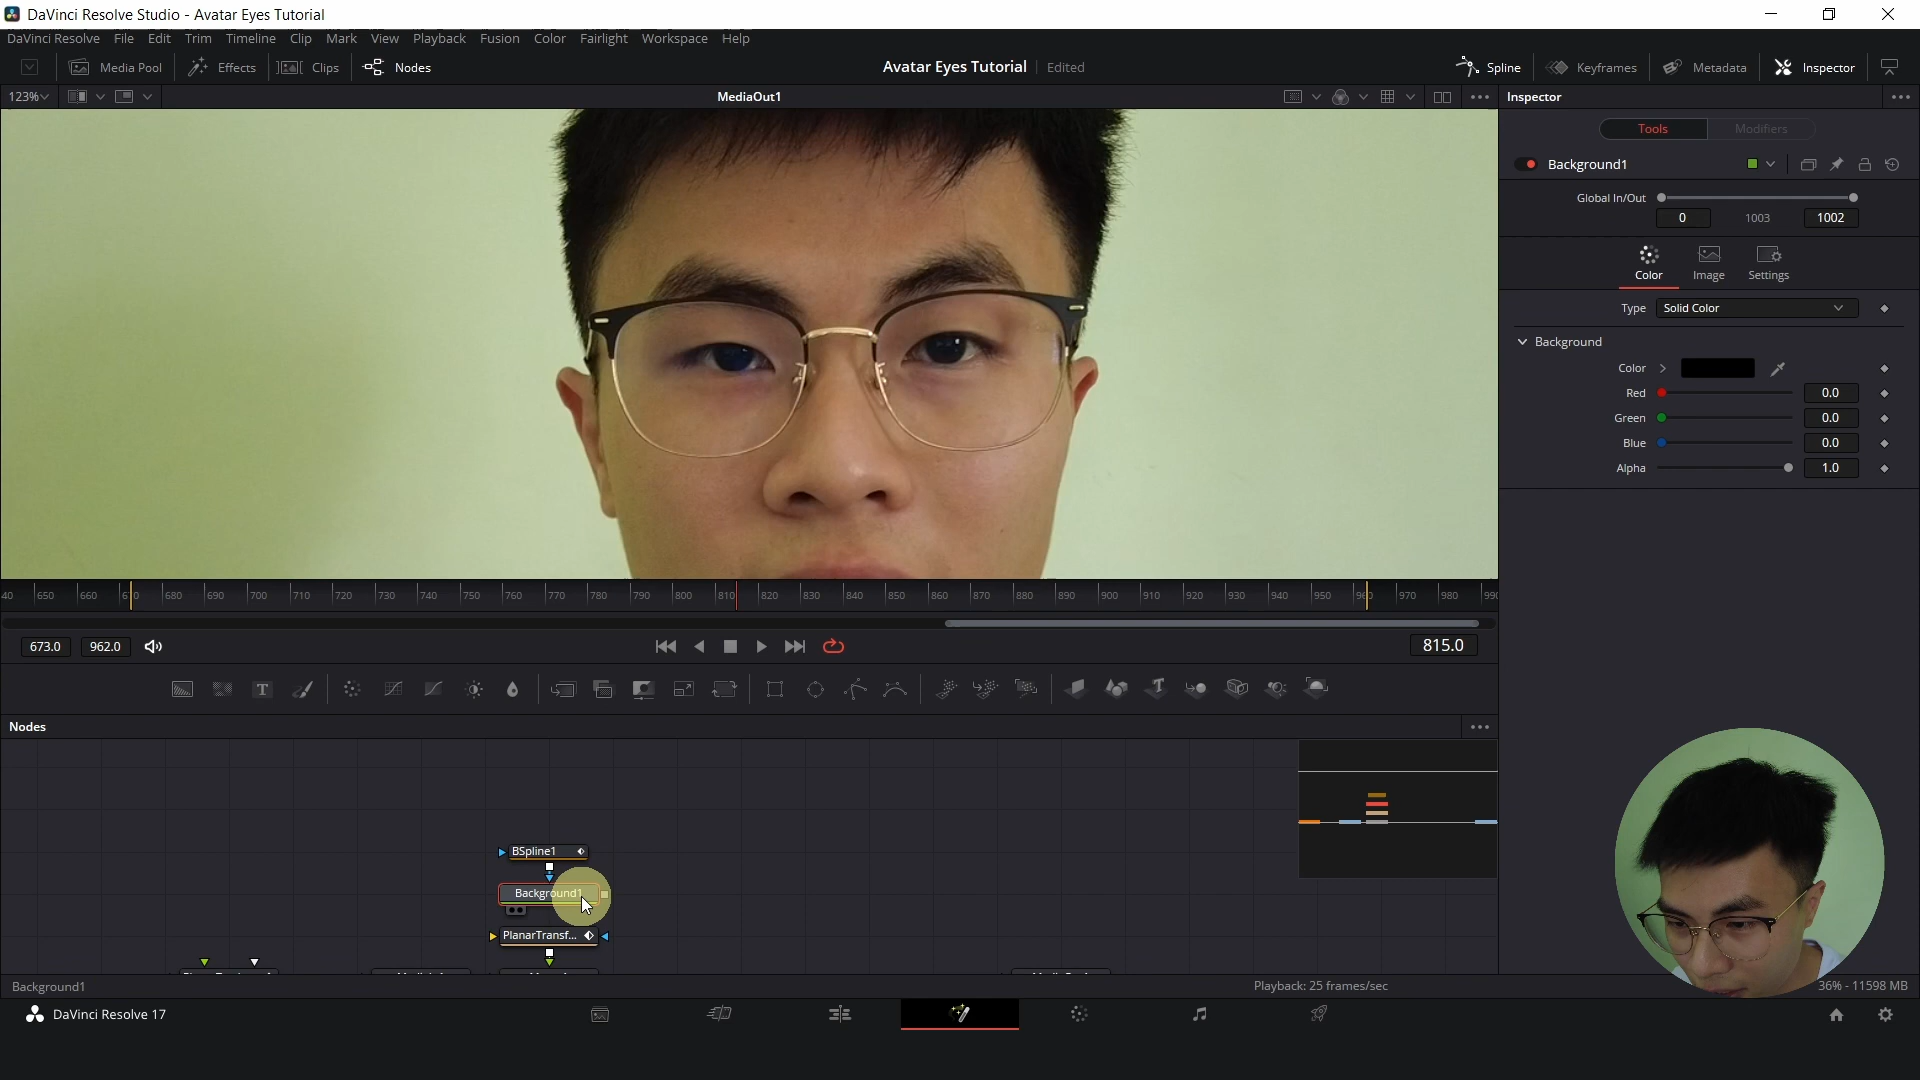 DaVinci Resolve Studio - Avatar Eyes Tutorial
DaVinci Resolve File Edit Trim Timeline Clip Mark View Playback Fusion Color Fairlight Workspace Help
Media Pool Effects Clips Nodes Avatar Eyes Tutorial Edited Spline Keyframes Metadata Inspector
123% MediaOut1 Inspector
Tools Modifiers
Background1
Global In/Out
0 1003 1002
Color Image Settings
Type Solid Color
Background
Color
Red 0.0
Green 0.0
Blue 0.0
Alpha 1.0
650 660 680 690 700 710 720 730 740 750 760 770 780 790 800 810 820 830 840 850 860 870 880 890 900 910 920 930 940 950 970 980
673.0 962.0 815.0
Nodes
BSpline1
Background1
PlanarTransf...
Background1 Playback: 25 frames/sec 36% - 11598 MB
DaVinci Resolve 17